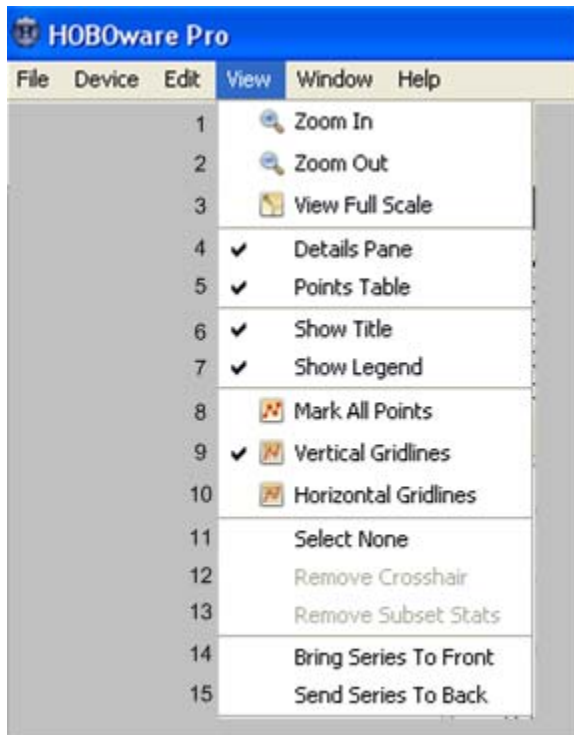 HOBOware Pro
File Device Edit View Window Help
1 Zoom In
2 Zoom Out
3 View Full Scale
4 Details Pane
5 Points Table
6 Show Title
7 Show Legend
8 Mark All Points
9 Vertical Gridlines
10 Horizontal Gridlines
11 Select None
12 Remove Crosshair
13 Remove Subset Stats
14 Bring Series To Front
15 Send Series To Back